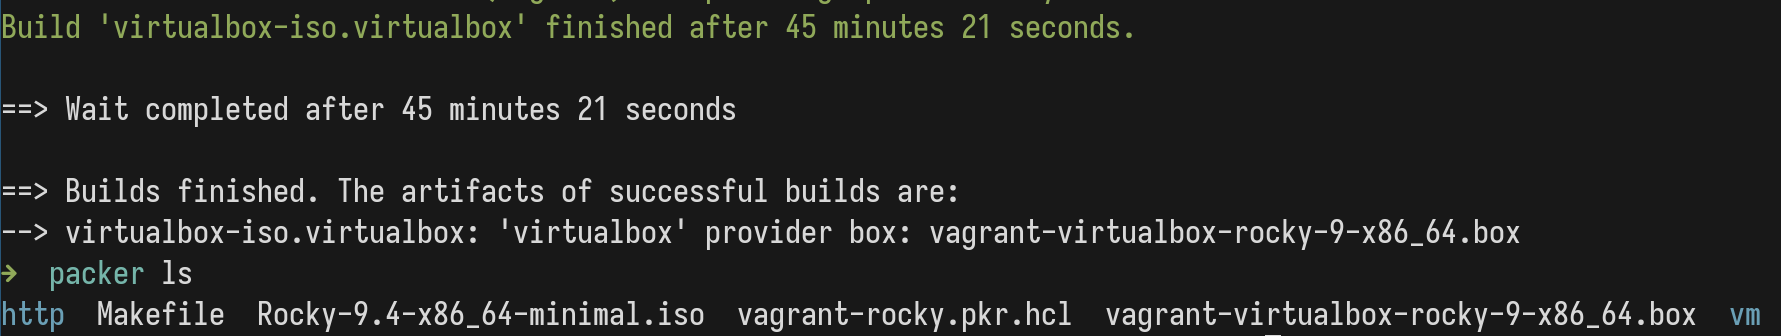 Build 'virtualbox-iso.virtualbox' finished after 45 minutes 21 seconds.
==> Wait completed after 45 minutes 21 seconds
==> Builds finished. The artifacts of successful builds are:
--> virtualbox-iso.virtualbox: 'virtualbox' provider box: vagrant-virtualbox-rocky-9-x86_64.box
➜  packer ls
http  Makefile  Rocky-9.4-x86_64-minimal.iso  vagrant-rocky.pkr.hcl  vagrant-virtualbox-rocky-9-x86_64.box  vm